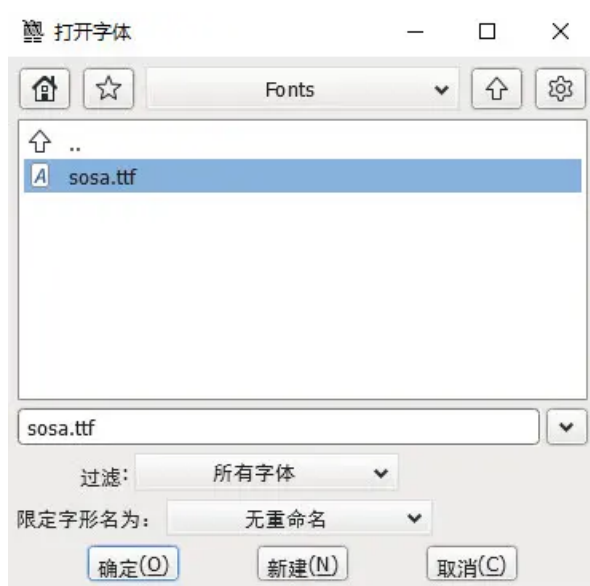 打开字体
Fonts
..
A sosa.ttf
sosa.ttf
过滤: 所有字体
限定字形名为: 无重命名
确定(O) 新建(N) 取消(C)